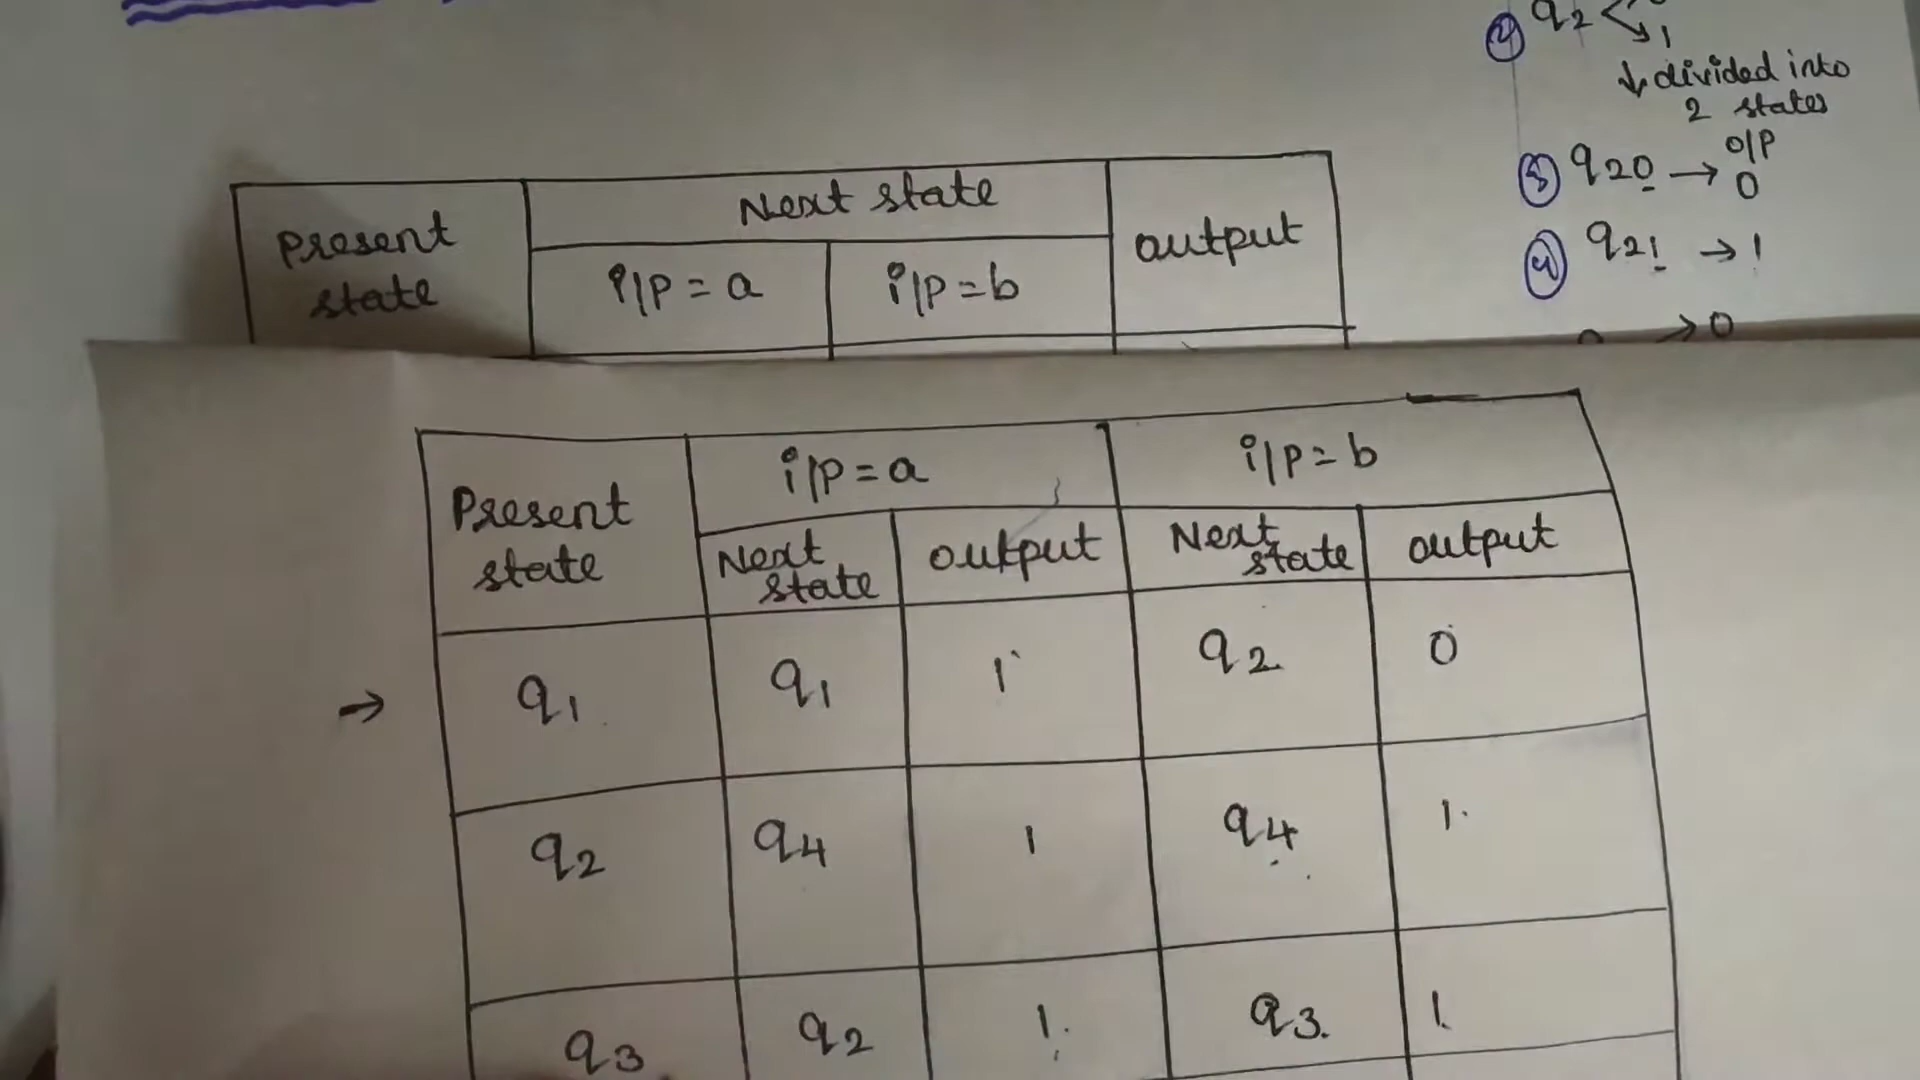 ② q2
1
↓ divided into
2 states
o/p
③ q20 → 0
④ q21 → 1
→ 0
Present state
Next state
output
i/p = a
i/p = b
Present state
i/p = a
i/p = b
Next state
output
Next state
output
→ q1 q1 1 q2 0
q2 q4 1 q4 1
q3 q2 1 q3 1